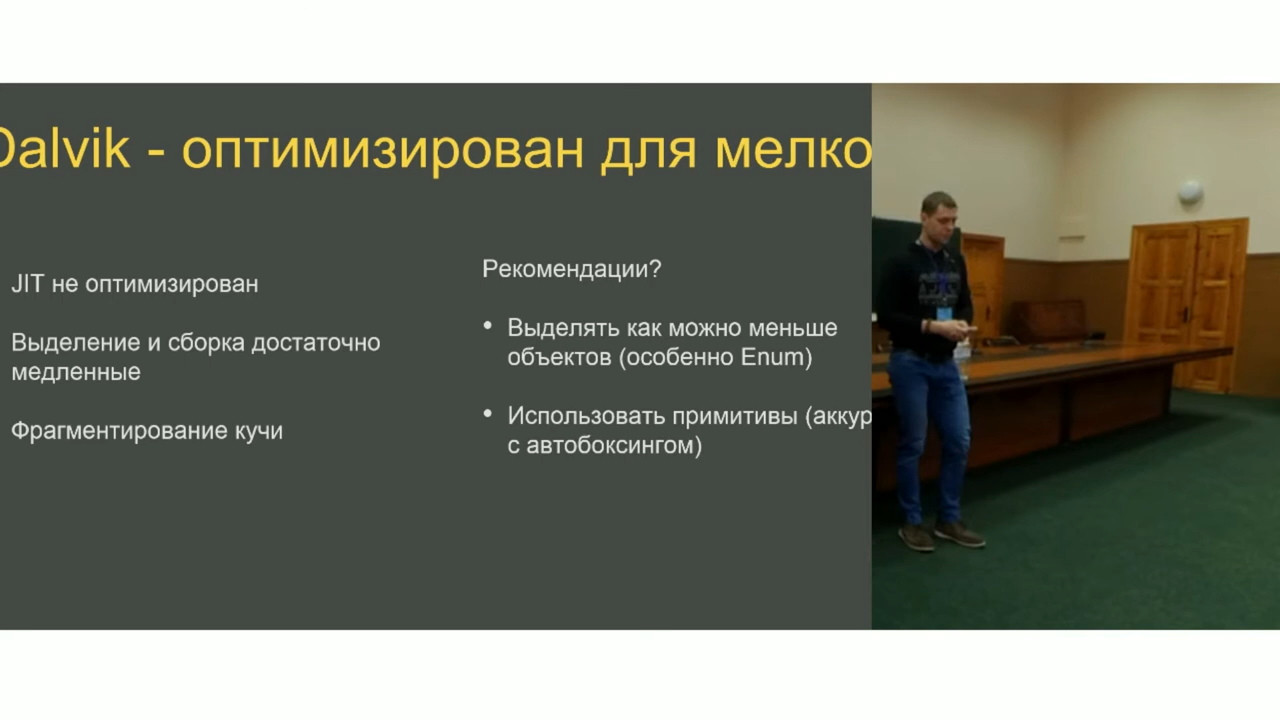 Dalvik - оптимизирован для мелко
JIT не оптимизирован
Выделение и сборка достаточно
медленные
Фрагментирование кучи
Рекомендации?
• Выделять как можно меньше
объектов (особенно Enum)
• Использовать примитивы (аккур
с автобоксингом)